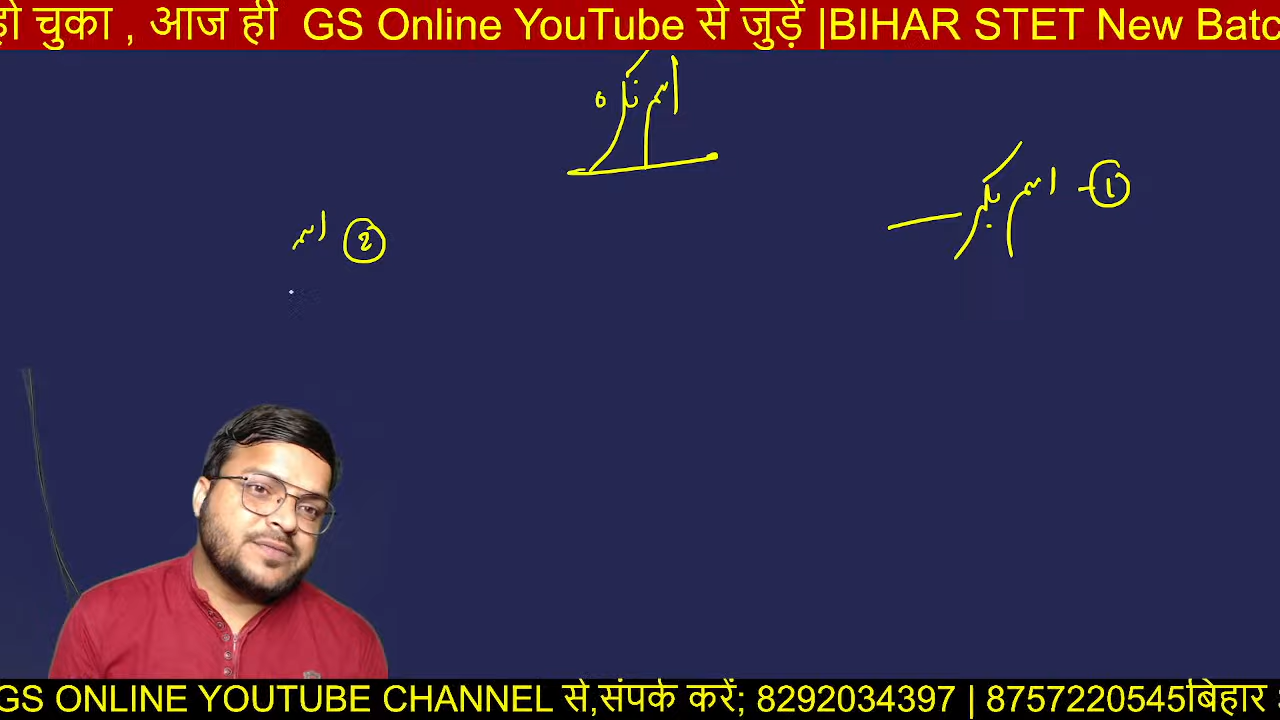 हो चुका , आज ही GS Online YouTube से जुड़ें |BIHAR STET New Batc
اسم نکرہ
1- اسم مکبر
2 اسم
GS ONLINE YOUTUBE CHANNEL से,संपर्क करें; 8292034397 | 8757220545बिहार